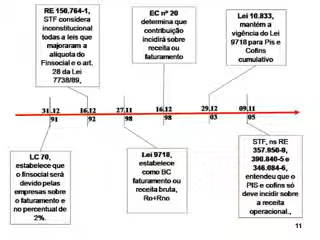 RE 150.764-1,
STF considera
inconstitucional
todas a leis que
majoraram a
alíquota do
Finsocial e o art.
28 da Lei
7738/89,
EC nº 20
determina que
contribuição
incidirá sobre
receita ou
faturamento
Lei 10.833,
mantém a
vigência do Lei
9718 para Pis e
Cofins
cumulativo
31.12
91
16.12
92
27.11
98
16.12
98
29.12
03
09.11
05
LC 70,
estabelece que
o finsocial será
devido pelas
empresas sobre
o faturamento e
no percentual de
2%.
Lei 9718,
estabelece
como BC
faturamento ou
receita bruta,
Ro+Rno
STF, ns RE
357.950-9,
390.840-5 e
346.084-6,
entendeu que o
PIS e cofins só
deve incidir sobre
a receita
operacional.,
11